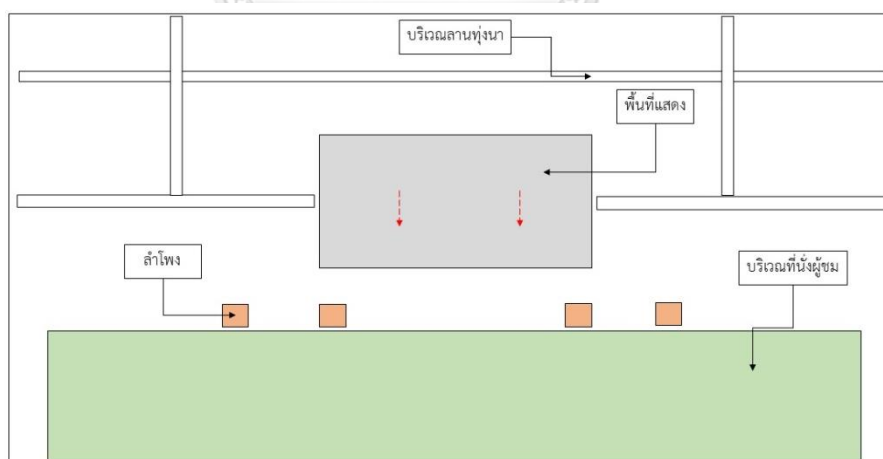 บริเวณลานทุ่งนา
พื้นที่แสดง
ลำโพง
บริเวณที่นั่งผู้ชม